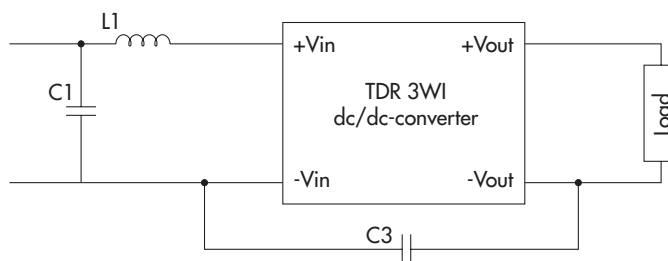 L1
+Vin
+Vout
C1
TDR 3WI
dc/dc-converter
Load
-Vin
-Vout
C3